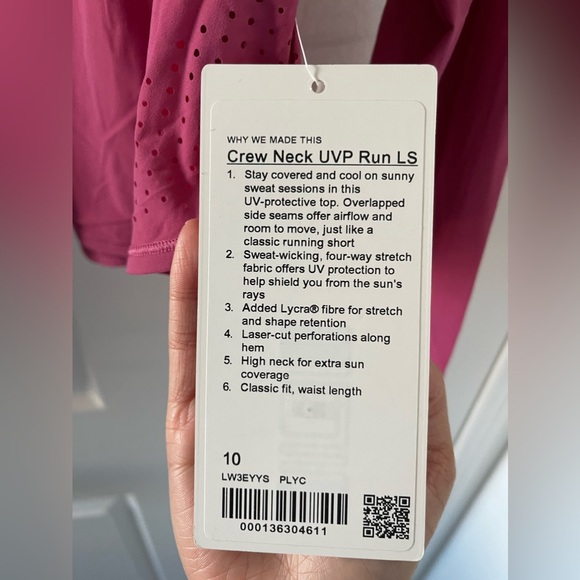 WHY WE MADE THIS
Crew Neck UVP Run LS
1. Stay covered and cool on sunny
sweat sessions in this
UV-protective top. Overlapped
side seams offer airflow and
room to move, just like a
classic running short
2. Sweat-wicking, four-way stretch
fabric offers UV protection to
help shield you from the sun's
rays
3. Added Lycra® fibre for stretch
and shape retention
4. Laser-cut perforations along
hem
5. High neck for extra sun
coverage
6. Classic fit, waist length
10
LW3EYYS PLYC
000136304611